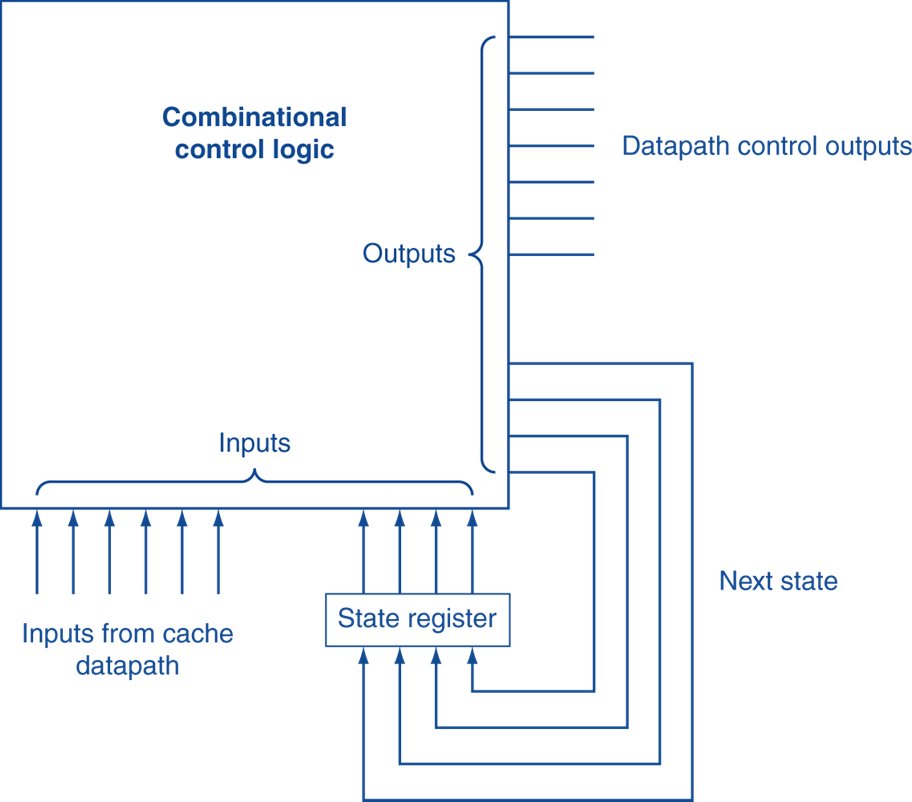 Combinational
control logic
Datapath control outputs
Outputs
Inputs
Next state
State register
Inputs from cache
datapath